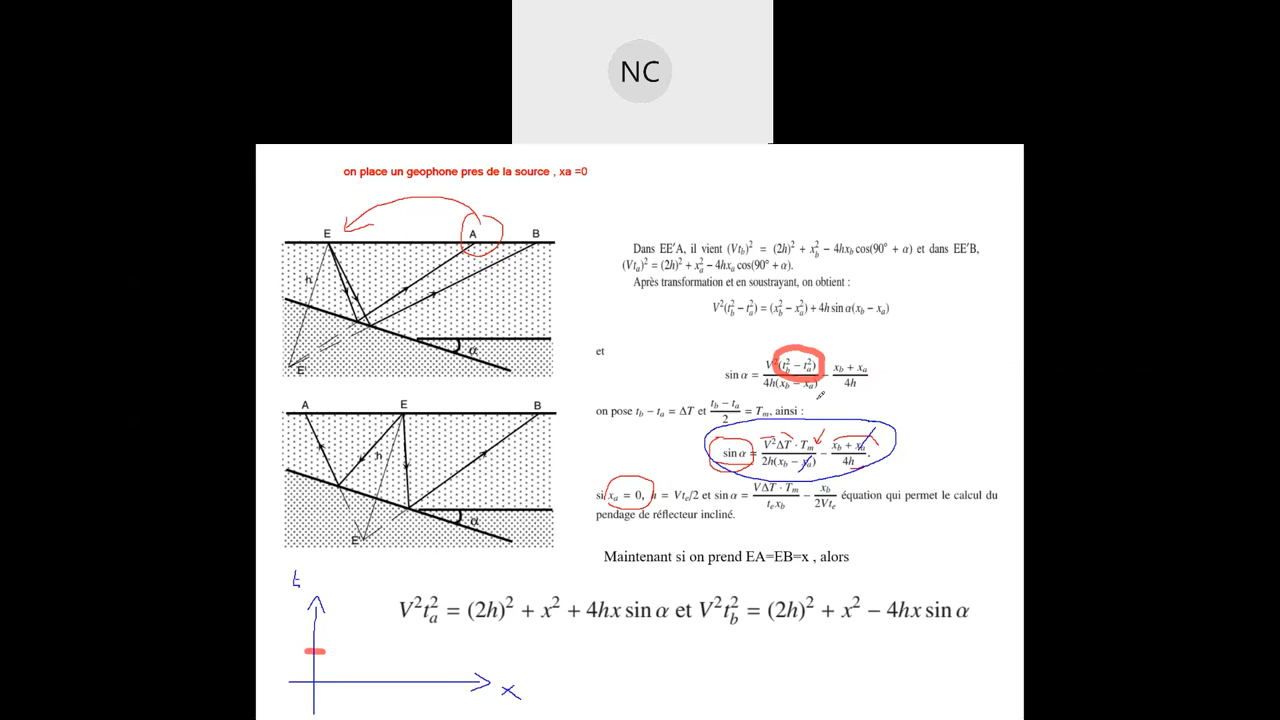 NC
on place un geophone pres de la source , xa =0
E A B
h
α
E'
A E B
h
α
E'
t
x
Dans EE′A, il vient (Vt_b)² = (2h)² + x_b² − 4hx_b cos(90° + α) et dans EE′B,
(Vt_a)² = (2h)² + x_a² − 4hx_a cos(90° + α).
Après transformation et en soustrayant, on obtient :
V²(t_b² − t_a²) = (x_b² − x_a²) + 4h sin α(x_b − x_a)
et
sin α = V²(t_b² − t_a²) / 4h(x_b − x_a) − (x_b + x_a) / 4h
on pose t_b − t_a = ΔT et (t_b − t_a) / 2 = T_m, ainsi :
sin α = V²ΔT · T_m / 2h(x_b − x_a) − (x_b + x_a) / 4h.
si x_a = 0, = Vt_e/2 et sin α = VΔT · T_m / t_e x_b − x_b / 2Vt_e équation qui permet le calcul du
pendage de réflecteur incliné.
Maintenant si on prend EA=EB=x , alors
V²t_a² = (2h)² + x² + 4hx sin α et V²t_b² = (2h)² + x² − 4hx sin α